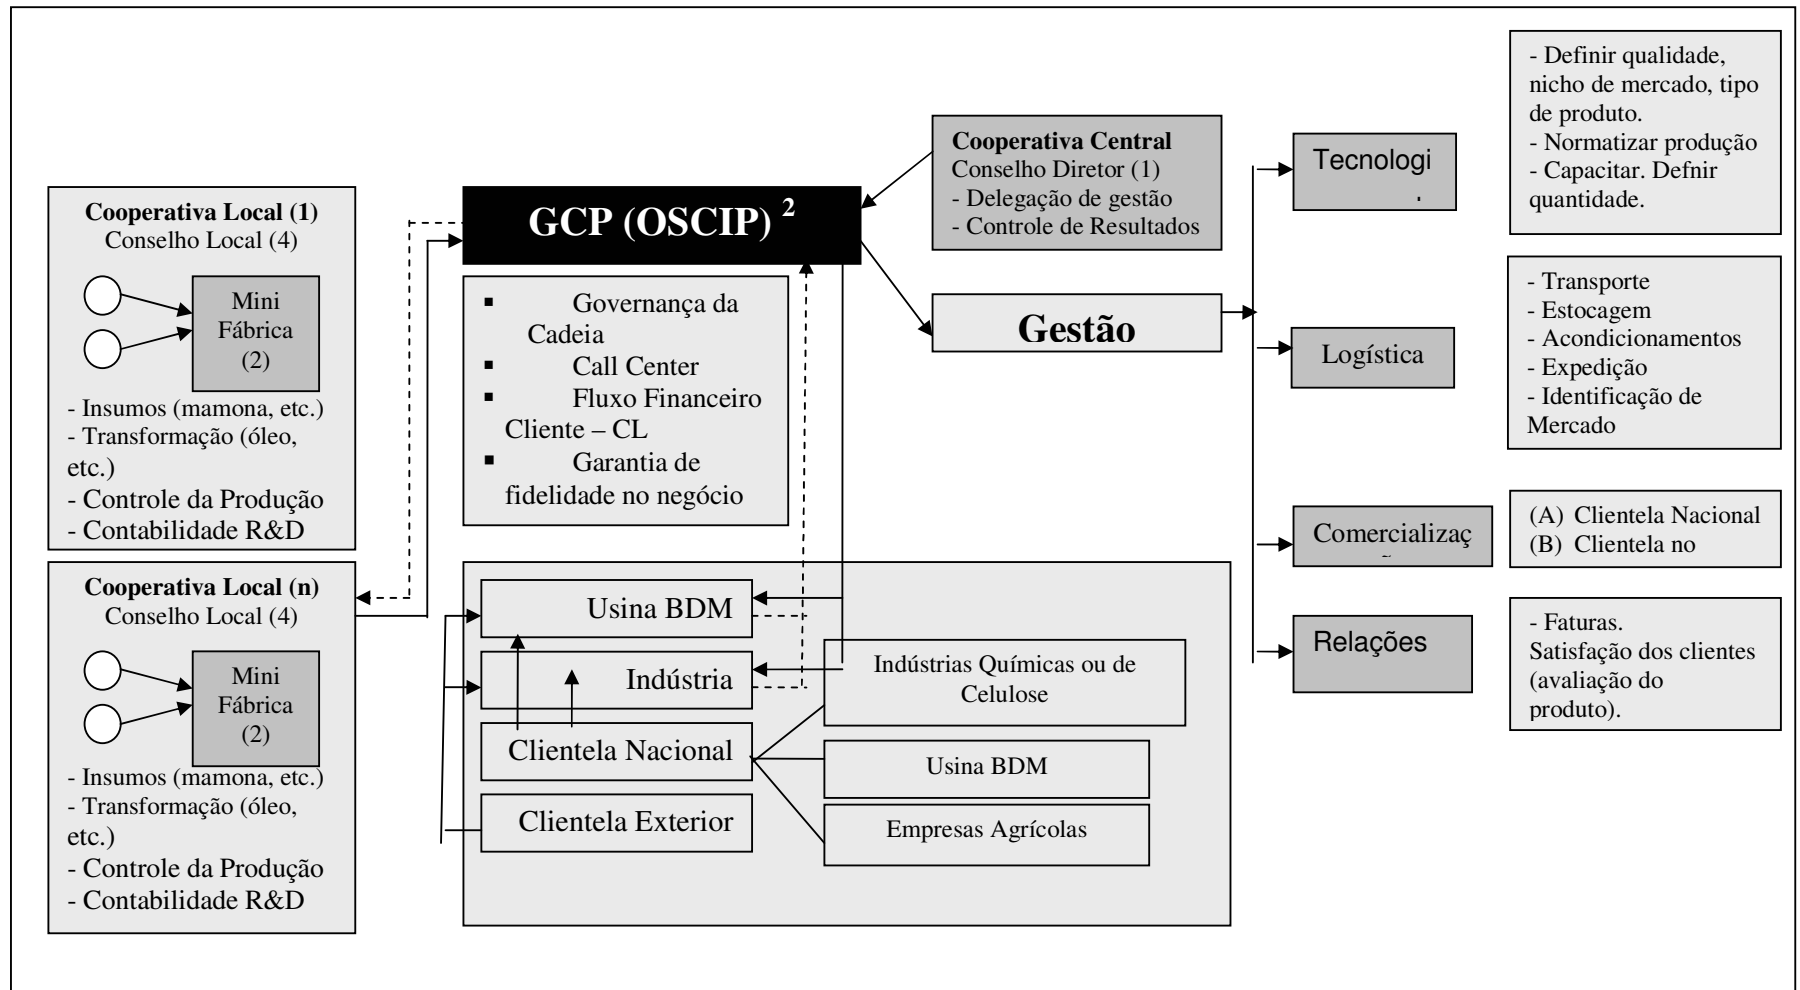 Cooperativa Local (1)
Conselho Local (4)
Mini
Fábrica
(2)
- Insumos (mamona, etc.)
- Transformação (óleo,
etc.)
- Controle da Produção
- Contabilidade R&D
Cooperativa Local (n)
Conselho Local (4)
Mini
Fábrica
(2)
- Insumos (mamona, etc.)
- Transformação (óleo,
etc.)
- Controle da Produção
- Contabilidade R&D
GCP (OSCIP) 2
▪ Governança da
Cadeia
▪ Call Center
▪ Fluxo Financeiro
Cliente – CL
▪ Garantia de
fidelidade no negócio
Usina BDM
Indústria
Clientela Nacional
Clientela Exterior
Indústrias Químicas ou de
Celulose
Usina BDM
Empresas Agrícolas
Cooperativa Central
Conselho Diretor (1)
- Delegação de gestão
- Controle de Resultados
Gestão
Tecnologi
Logística
Comercializaç
Relações
- Definir qualidade,
nicho de mercado, tipo
de produto.
- Normatizar produção
- Capacitar. Defnir
quantidade.
- Transporte
- Estocagem
- Acondicionamentos
- Expedição
- Identificação de
Mercado
(A) Clientela Nacional
(B) Clientela no
- Faturas.
Satisfação dos clientes
(avaliação do
produto).